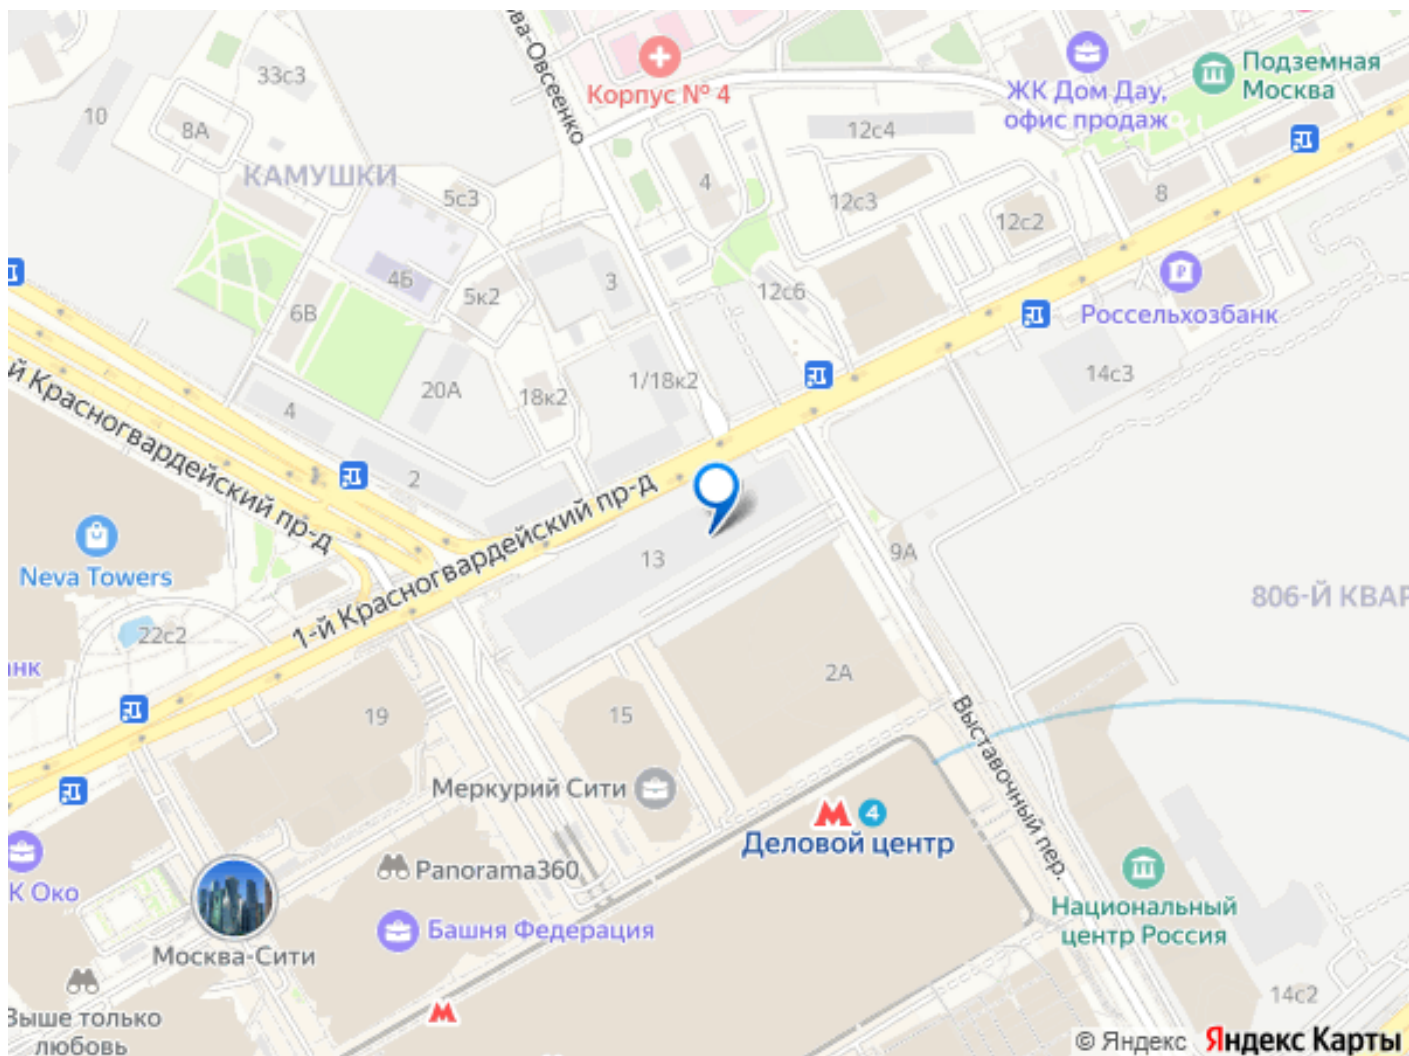 ова-Овсеенко
33с3
10
8А
КАМУШКИ
5с3
4Б
5к2
6В
3
20А
18к2
1/18к2
4
2
Корпус № 4
4
12с4
12с3
12с2
12с6
ЖК Дом Дау,
офис продаж
Подземная
Москва
8
Россельхозбанк
14с3
й Красногвардейский пр-д
1-й Красногвардейский пр-д
13
9А
806-Й КВАР
Neva Towers
22с2
нк
19
15
2А
Выставочный пер.
Меркурий Сити
4
Деловой центр
Panorama360
К Око
Башня Федерация
Москва-Сити
Национальный
центр Россия
14с2
Выше только
любовь
© Яндекс Яндекс Карты